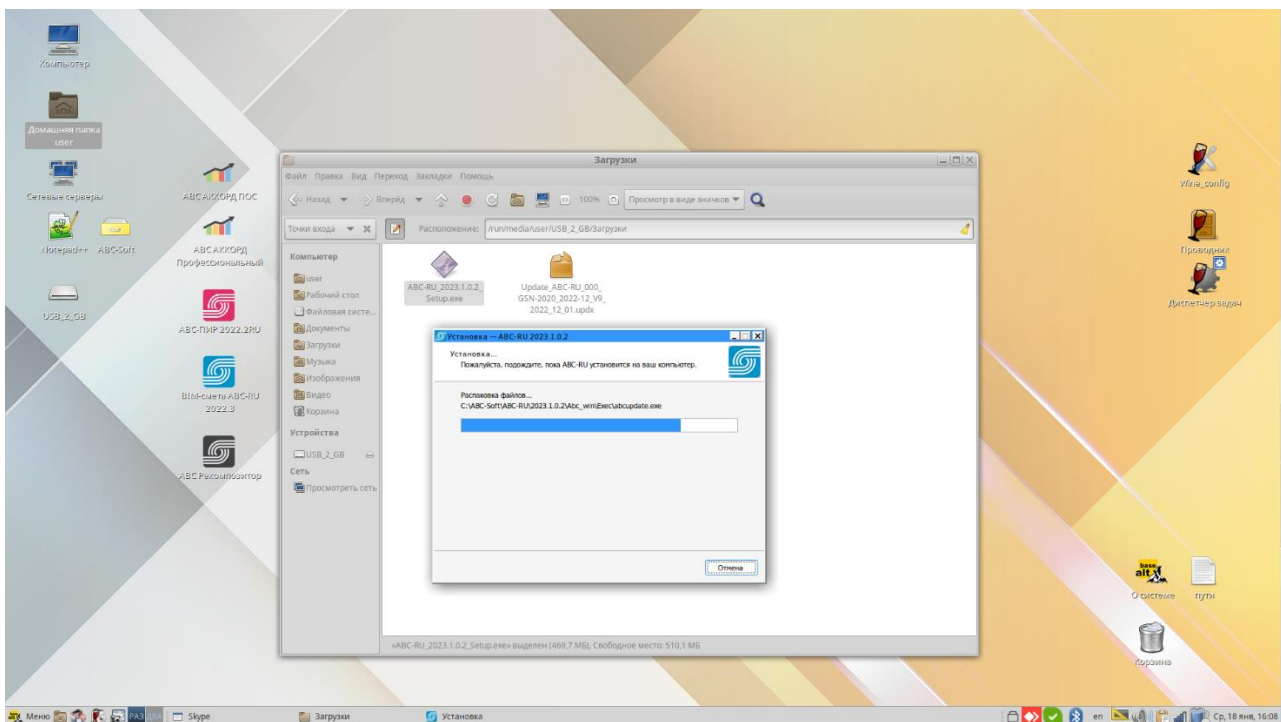 Компьютер
Домашняя папка
user
Сетевые серверы
Notepad++
ABC-Soft
USB_2_GB
АВС АККОРД ПОС
АВС АККОРД
Профессиональный
АВС-ПИР 2022.2RU
BIM-смета ABC-RU
2022.3
АВС Рекомпозитор
Загрузки
Файл Правка Вид Переход Закладки Помощь
Назад Вперёд 100% Просмотр в виде значков
Точки входа
Расположение: /run/media/user/USB_2_GB/Загрузки
Компьютер
user
Рабочий стол
Файловая систе...
Документы
Загрузки
Музыка
Изображения
Видео
Корзина
Устройства
USB_2_GB
Сеть
Просмотреть сеть
ABC-RU_2023.1.0.2_
Setup.exe
Update_ABC-RU_000_
GSN-2020_2022-12_V9_
2022_12_01.updx
Установка — ABC-RU 2023.1.0.2
Установка...
Пожалуйста, подождите, пока ABC-RU установится на ваш компьютер.
Распаковка файлов...
C:\ABC-Soft\ABC-RU\2023.1.0.2\Abc_win\Exec\abcupdate.exe
Отмена
«ABC-RU_2023.1.0.2_Setup.exe» выделен (469,7 МБ), Свободное место: 510,1 МБ
Wine_config
Проводник
Диспетчер задач
base
alt
О системе
пути
Корзина
Меню
Skype
Загрузки
Установка
en
Ср, 18 янв, 16:08